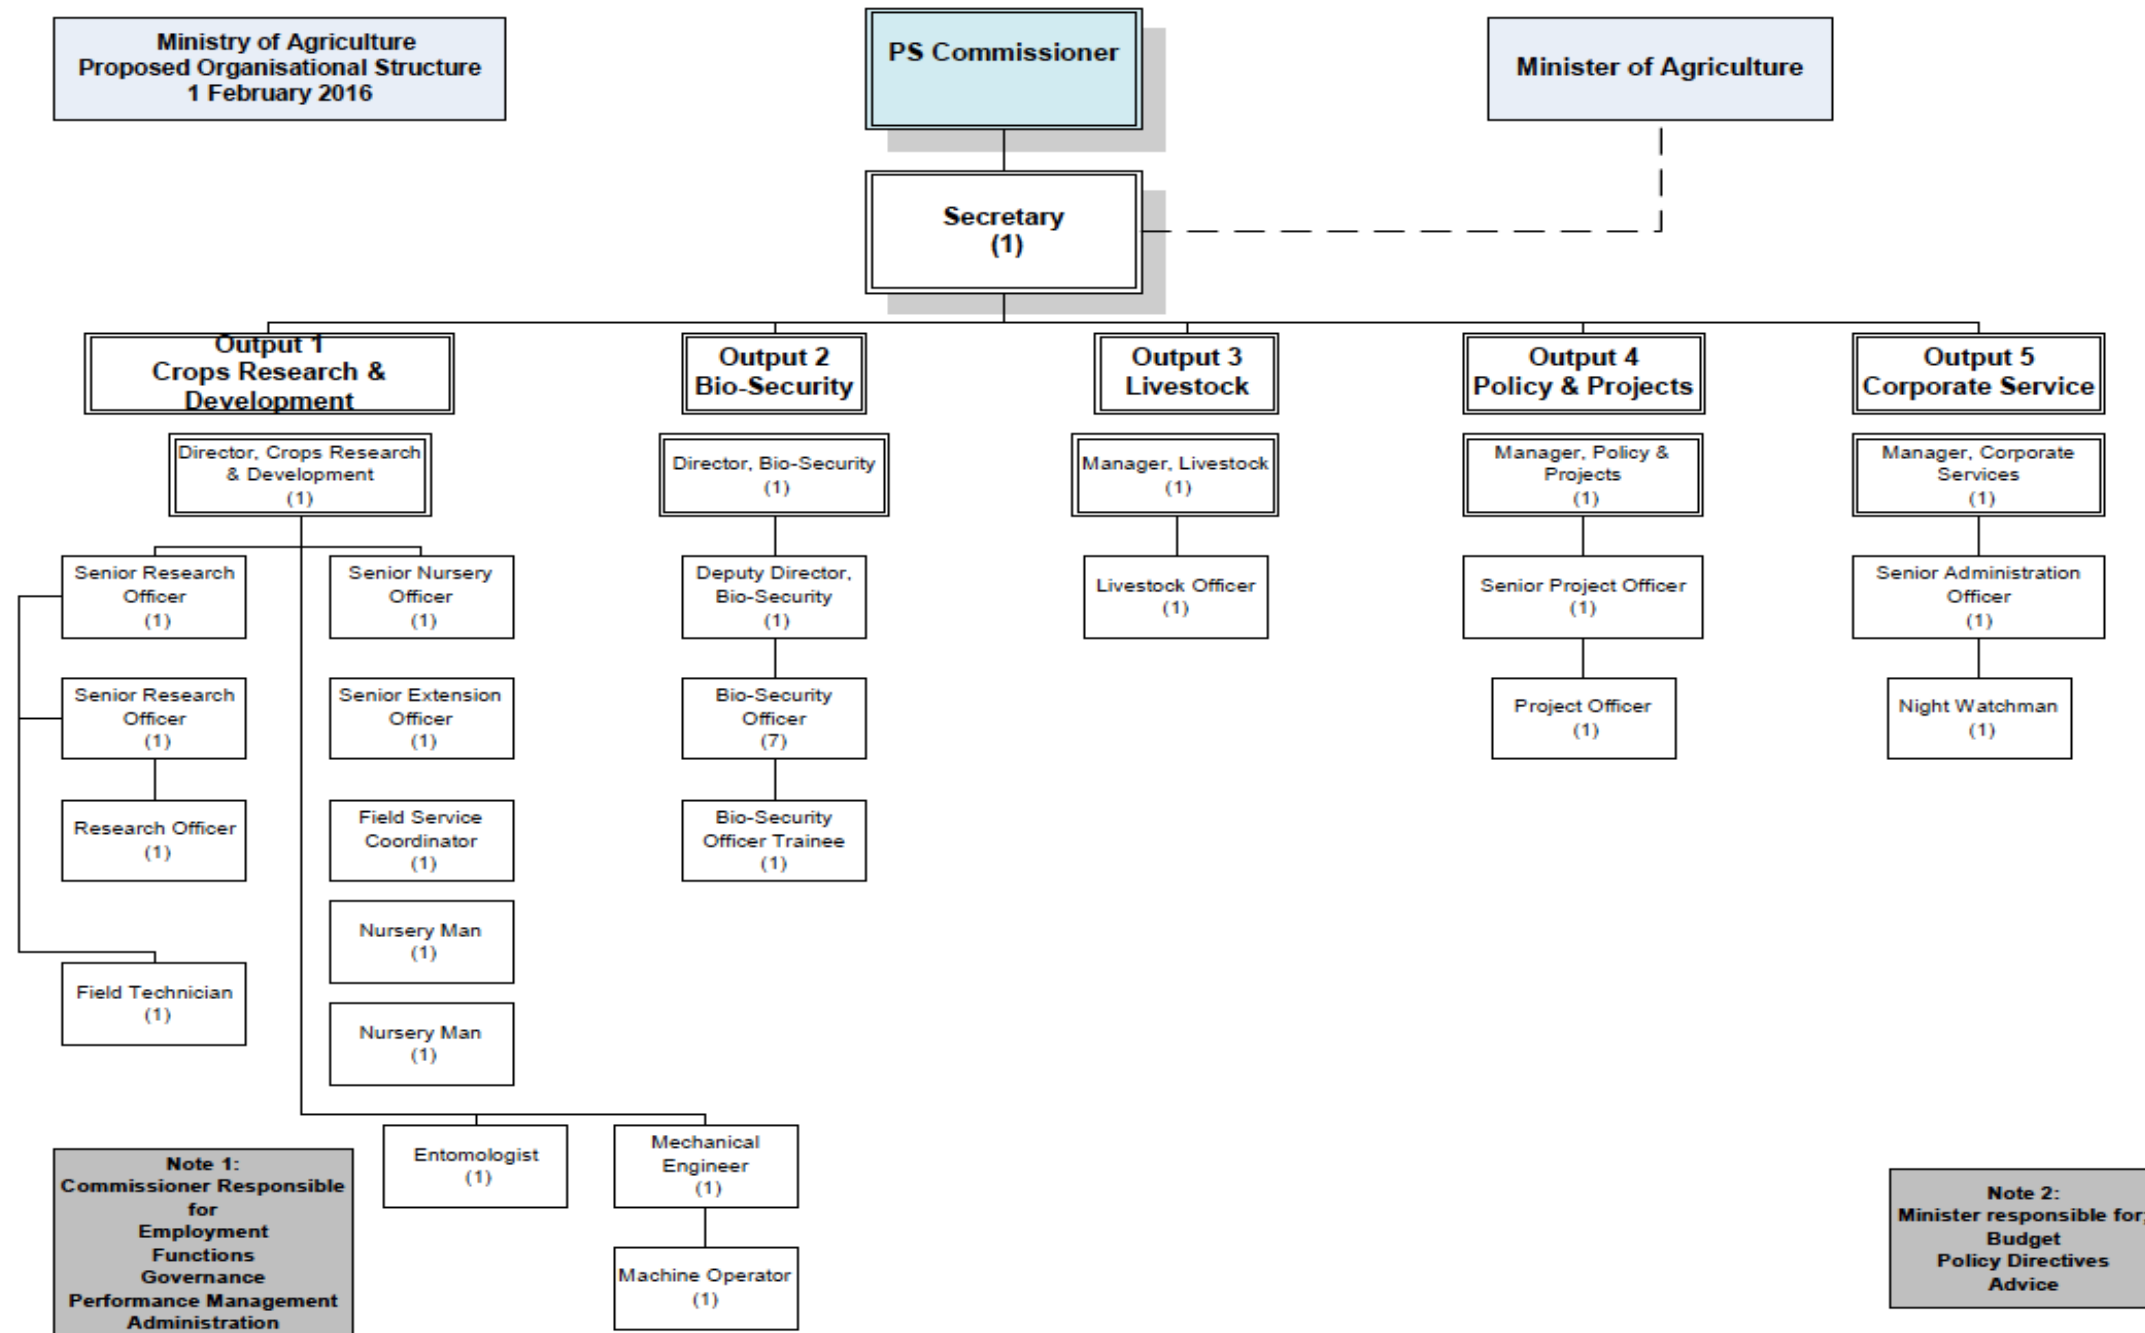 Ministry of Agriculture
Proposed Organisational Structure
1 February 2016
PS Commissioner
Minister of Agriculture
Secretary
(1)
Output 1
Crops Research &
Development
Output 2
Bio-Security
Output 3
Livestock
Output 4
Policy & Projects
Output 5
Corporate Service
Director, Crops Research
& Development
(1)
Director, Bio-Security
(1)
Manager, Livestock
(1)
Manager, Policy &
Projects
(1)
Manager, Corporate
Services
(1)
Senior Research
Officer
(1)
Senior Nursery
Officer
(1)
Deputy Director,
Bio-Security
(1)
Livestock Officer
(1)
Senior Project Officer
(1)
Senior Administration
Officer
(1)
Senior Research
Officer
(1)
Senior Extension
Officer
(1)
Bio-Security
Officer
(7)
Project Officer
(1)
Night Watchman
(1)
Research Officer
(1)
Field Service
Coordinator
(1)
Bio-Security
Officer Trainee
(1)
Nursery Man
(1)
Field Technician
(1)
Nursery Man
(1)
Entomologist
(1)
Mechanical
Engineer
(1)
Machine Operator
(1)
Note 1:
Commissioner Responsible
for
Employment
Functions
Governance
Performance Management
Administration
Note 2:
Minister responsible for;
Budget
Policy Directives
Advice